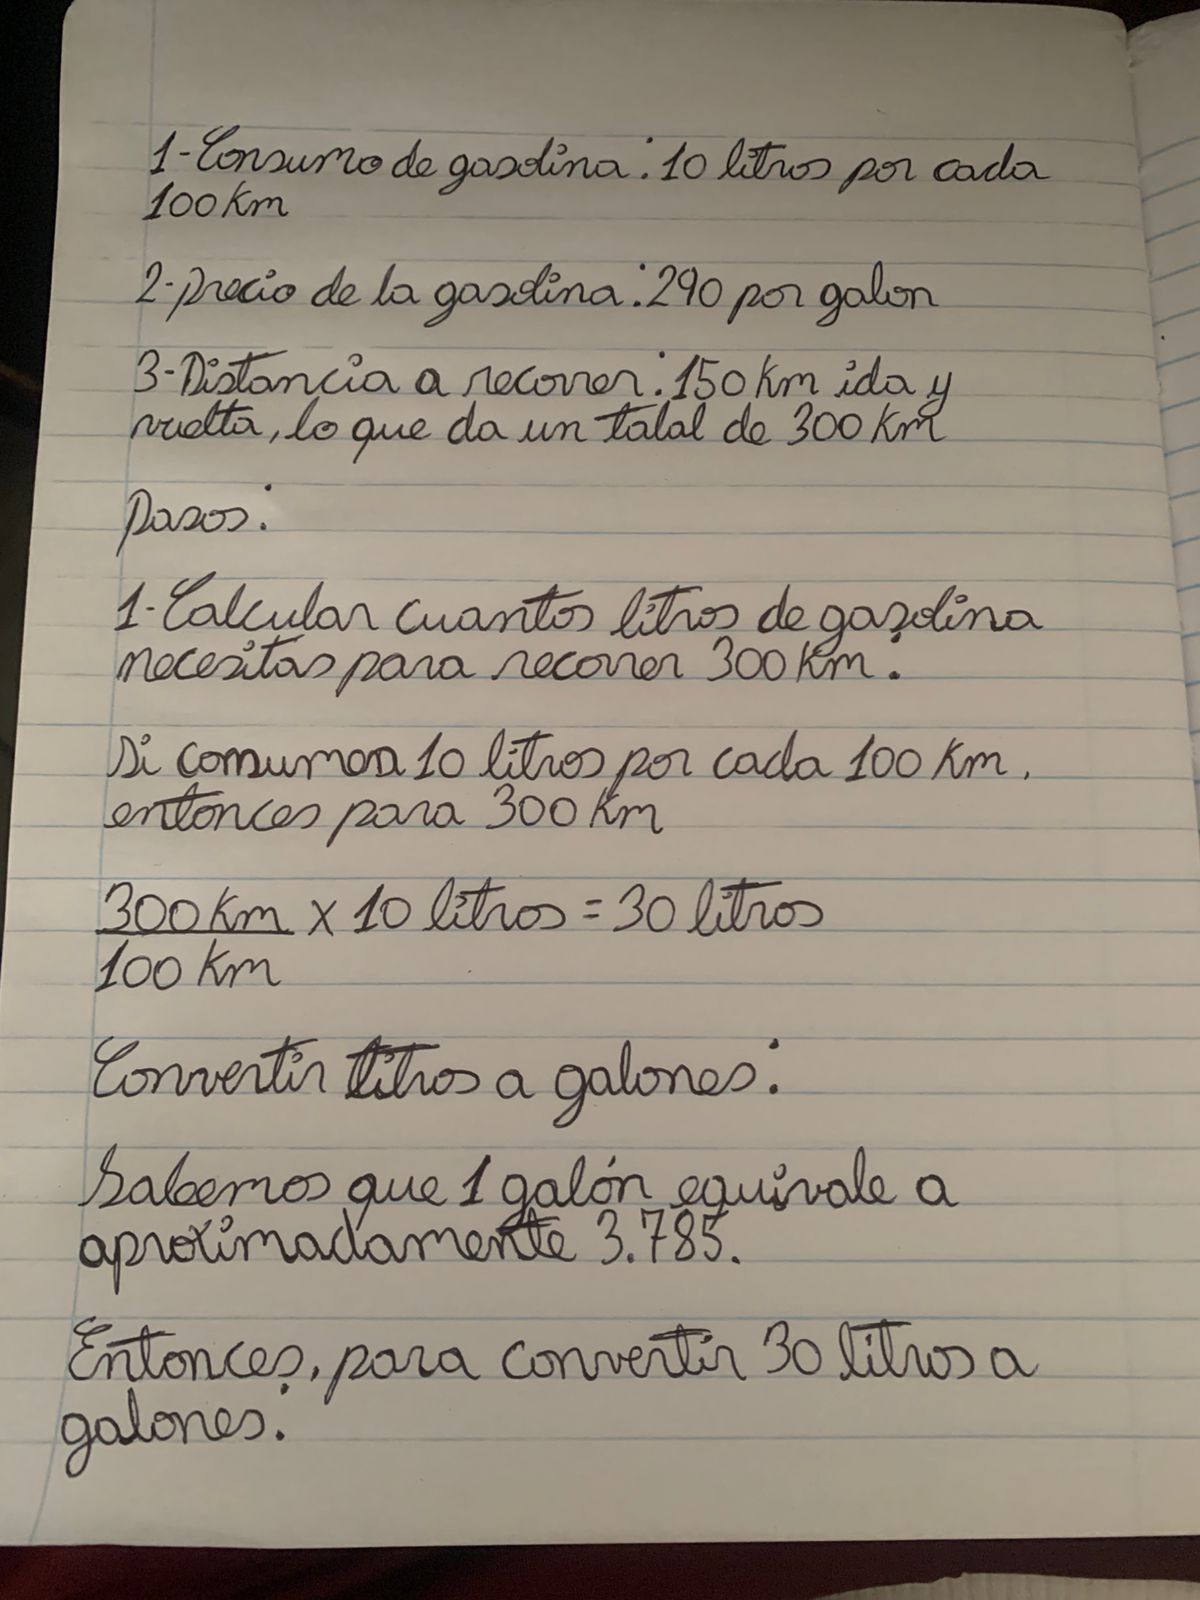 1-Consumo de gasolina: 10 litros por cada
100 Km
2-precio de la gasolina: 290 por galon
3-Distancia a recorrer: 150 Km ida y
vuelta, lo que da un talal de 300 Km
Pasos:
1-Calcular cuantos litros de gasolina
necesitas para recorrer 300 Km:
Si consumen 10 litros por cada 100 Km,
entonces para 300 Km
300 Km x 10 litros = 30 litros
100 Km
Convertir litros a galones:
Sabemos que 1 galón equivale a
aproximadamente 3.785.
Entonces, para convertir 30 litros a
galones: